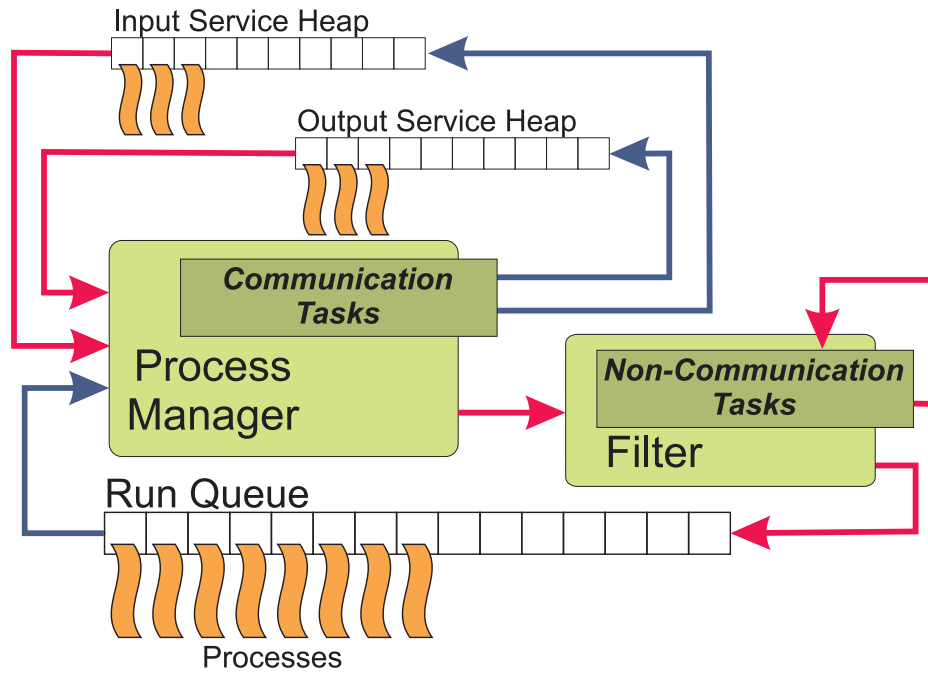 Input Service Heap
Output Service Heap
Communication
Tasks
Process
Manager
Non-Communication
Tasks
Filter
Run Queue
Processes